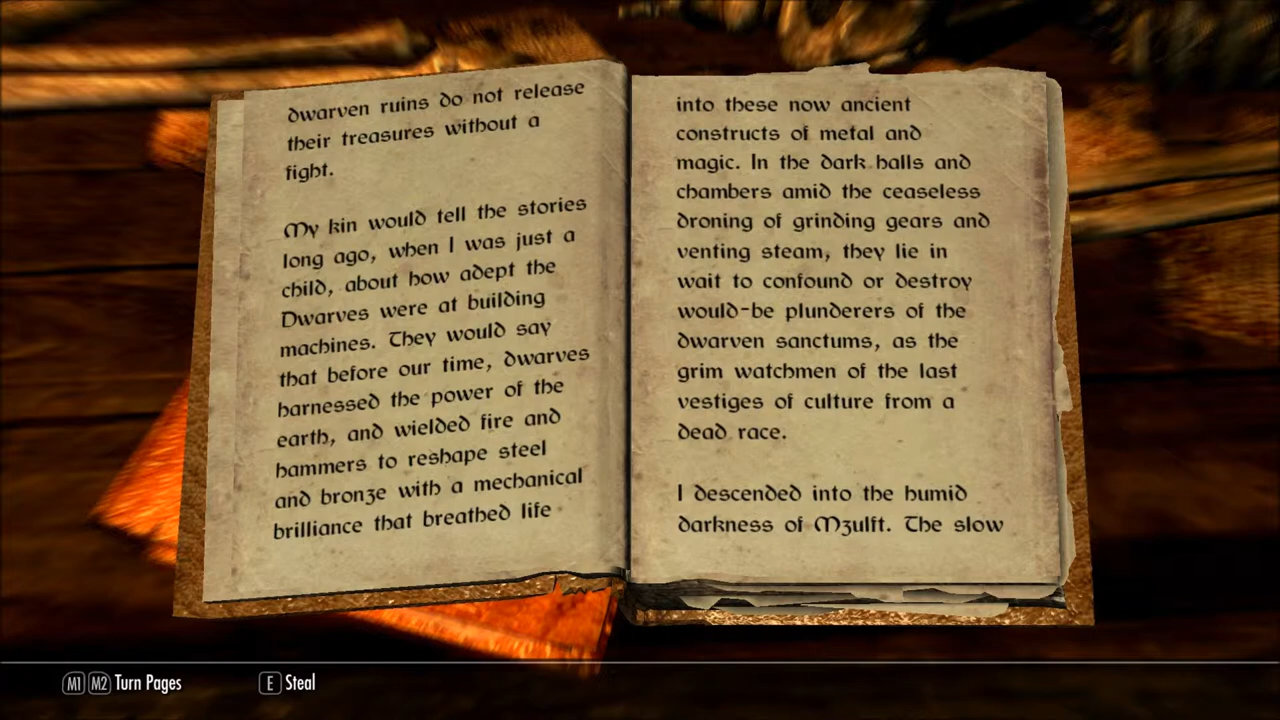 dwarven ruins do not release
their treasures without a
fight.
My kin would tell the stories
long ago, when I was just a
child, about how adept the
Dwarves were at building
machines. They would say
that before our time, dwarves
harnessed the power of the
earth, and wielded fire and
hammers to reshape steel
and bronze with a mechanical
brilliance that breathed life
into these now ancient
constructs of metal and
magic. In the dark halls and
chambers amid the ceaseless
droning of grinding gears and
venting steam, they lie in
wait to confound or destroy
would-be plunderers of the
dwarven sanctums, as the
grim watchmen of the last
vestiges of culture from a
dead race.
I descended into the humid
darkness of Mzulft. The slow
M1 M2 Turn Pages
E Steal